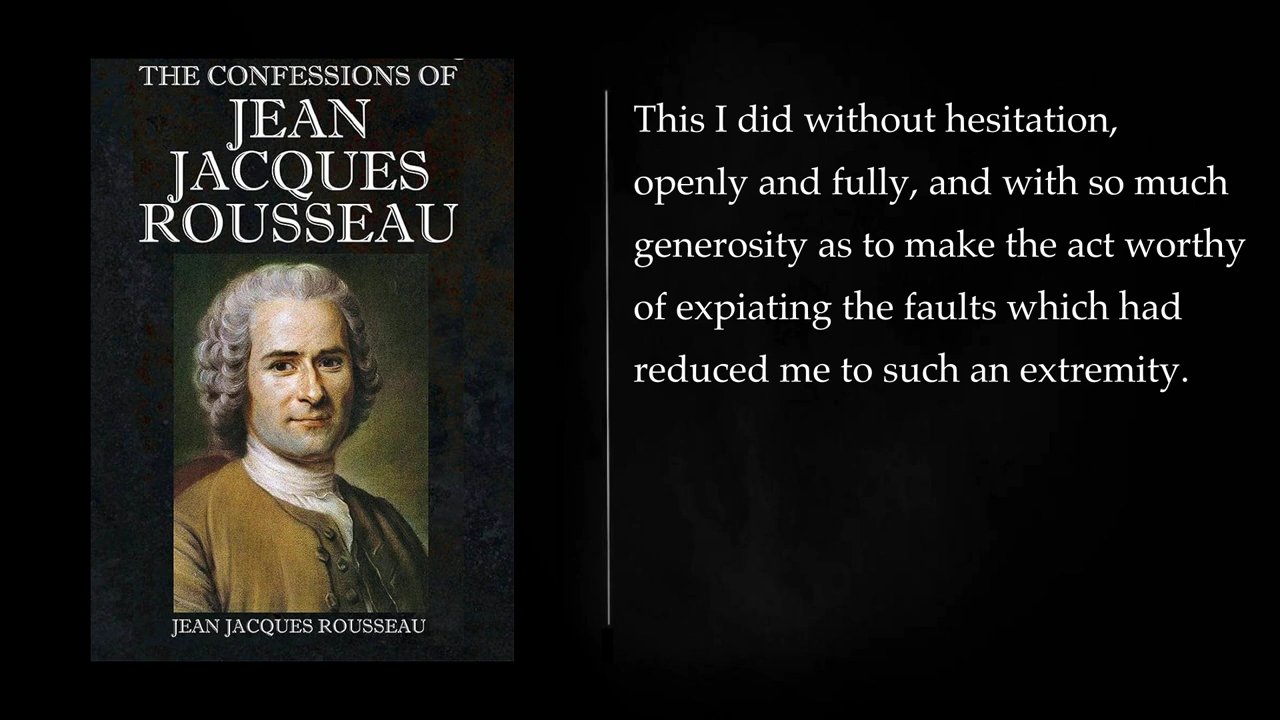 THE CONFESSIONS OF
JEAN
JACQUES
ROUSSEAU
JEAN JACQUES ROUSSEAU
This I did without hesitation,
openly and fully, and with so much
generosity as to make the act worthy
of expiating the faults which had
reduced me to such an extremity.